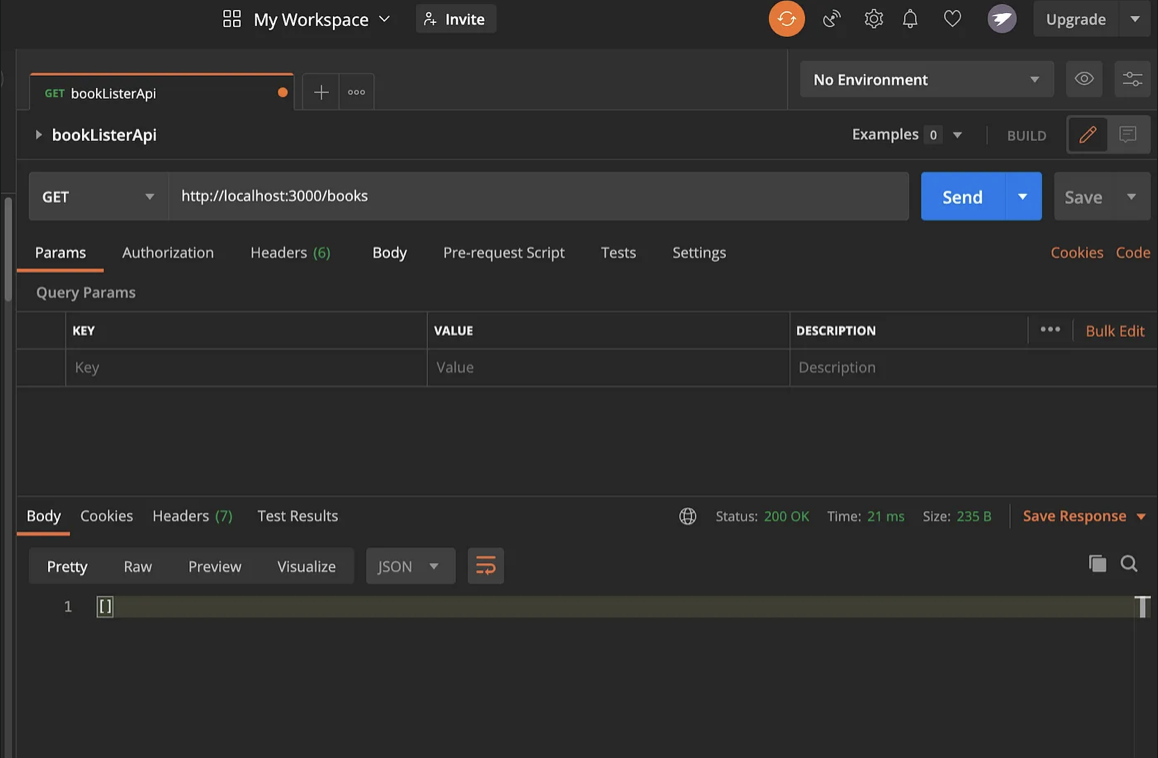 My Workspace Invite Upgrade
GET bookListerApi No Environment
bookListerApi Examples 0 BUILD
GET http://localhost:3000/books Send Save
Params Authorization Headers (6) Body Pre-request Script Tests Settings Cookies Code
Query Params
KEY VALUE DESCRIPTION ••• Bulk Edit
Key Value Description
Body Cookies Headers (7) Test Results Status: 200 OK Time: 21 ms Size: 235 B Save Response
Pretty Raw Preview Visualize JSON
1 []